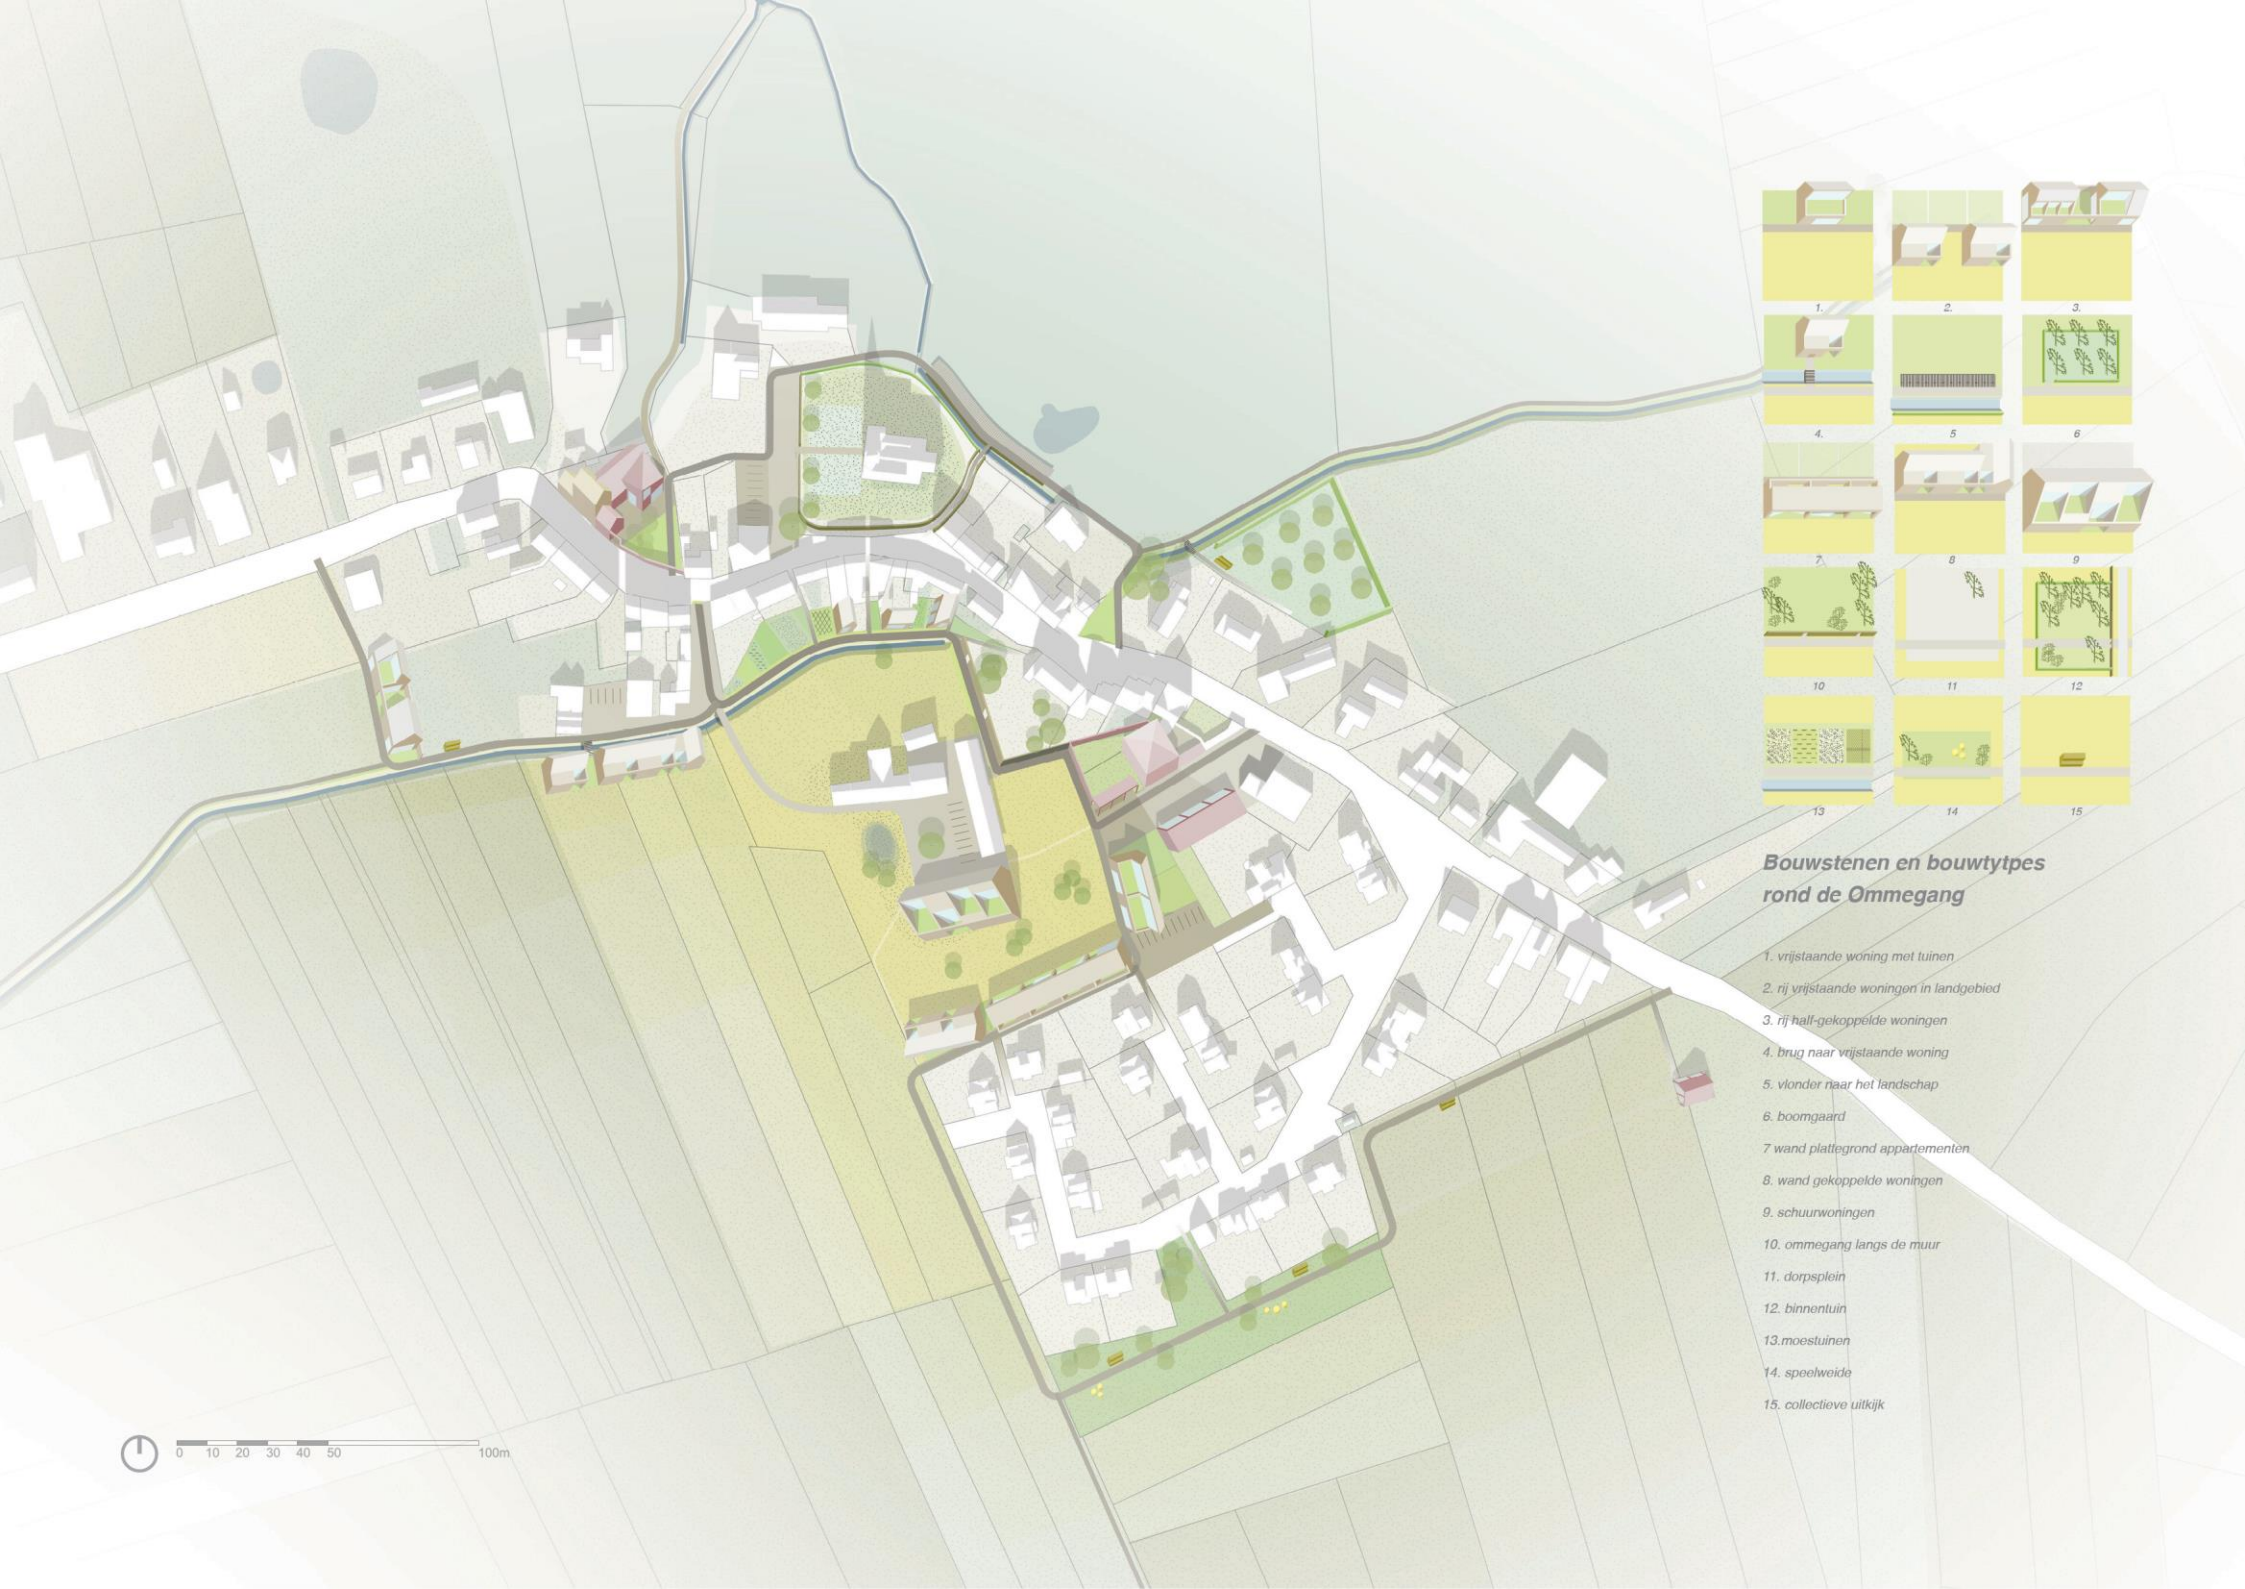 1. 2. 3.
4. 5 6
7. 8 9
10 11 12
13 14 15
Bouwstenen en bouwtytpes
rond de Ommegang
1. vrijstaande woning met tuinen
2. rij vrijstaande woningen in landgebied
3. rij half-gekoppelde woningen
4. brug naar vrijstaande woning
5. vlonder naar het landschap
6. boomgaard
7 wand plattegrond appartementen
8. wand gekoppelde woningen
9. schuurwoningen
10. ommegang langs de muur
11. dorpsplein
12. binnentuin
13.moestuinen
14. speelweide
15. collectieve uitkijk
0 10 20 30 40 50 100m